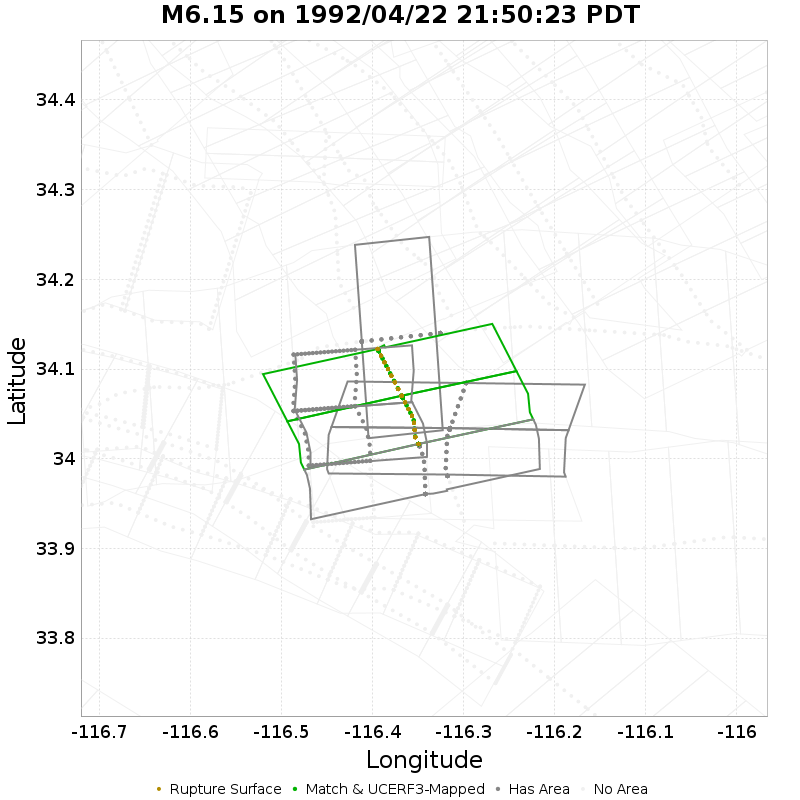 M6.15 on 1992/04/22 21:50:23 PDT
Latitude
34.4
34.3
34.2
34.1
34
33.9
33.8
-116.7 -116.6 -116.5 -116.4 -116.3 -116.2 -116.1 -116
Longitude
Rupture Surface Match & UCERF3-Mapped Has Area No Area